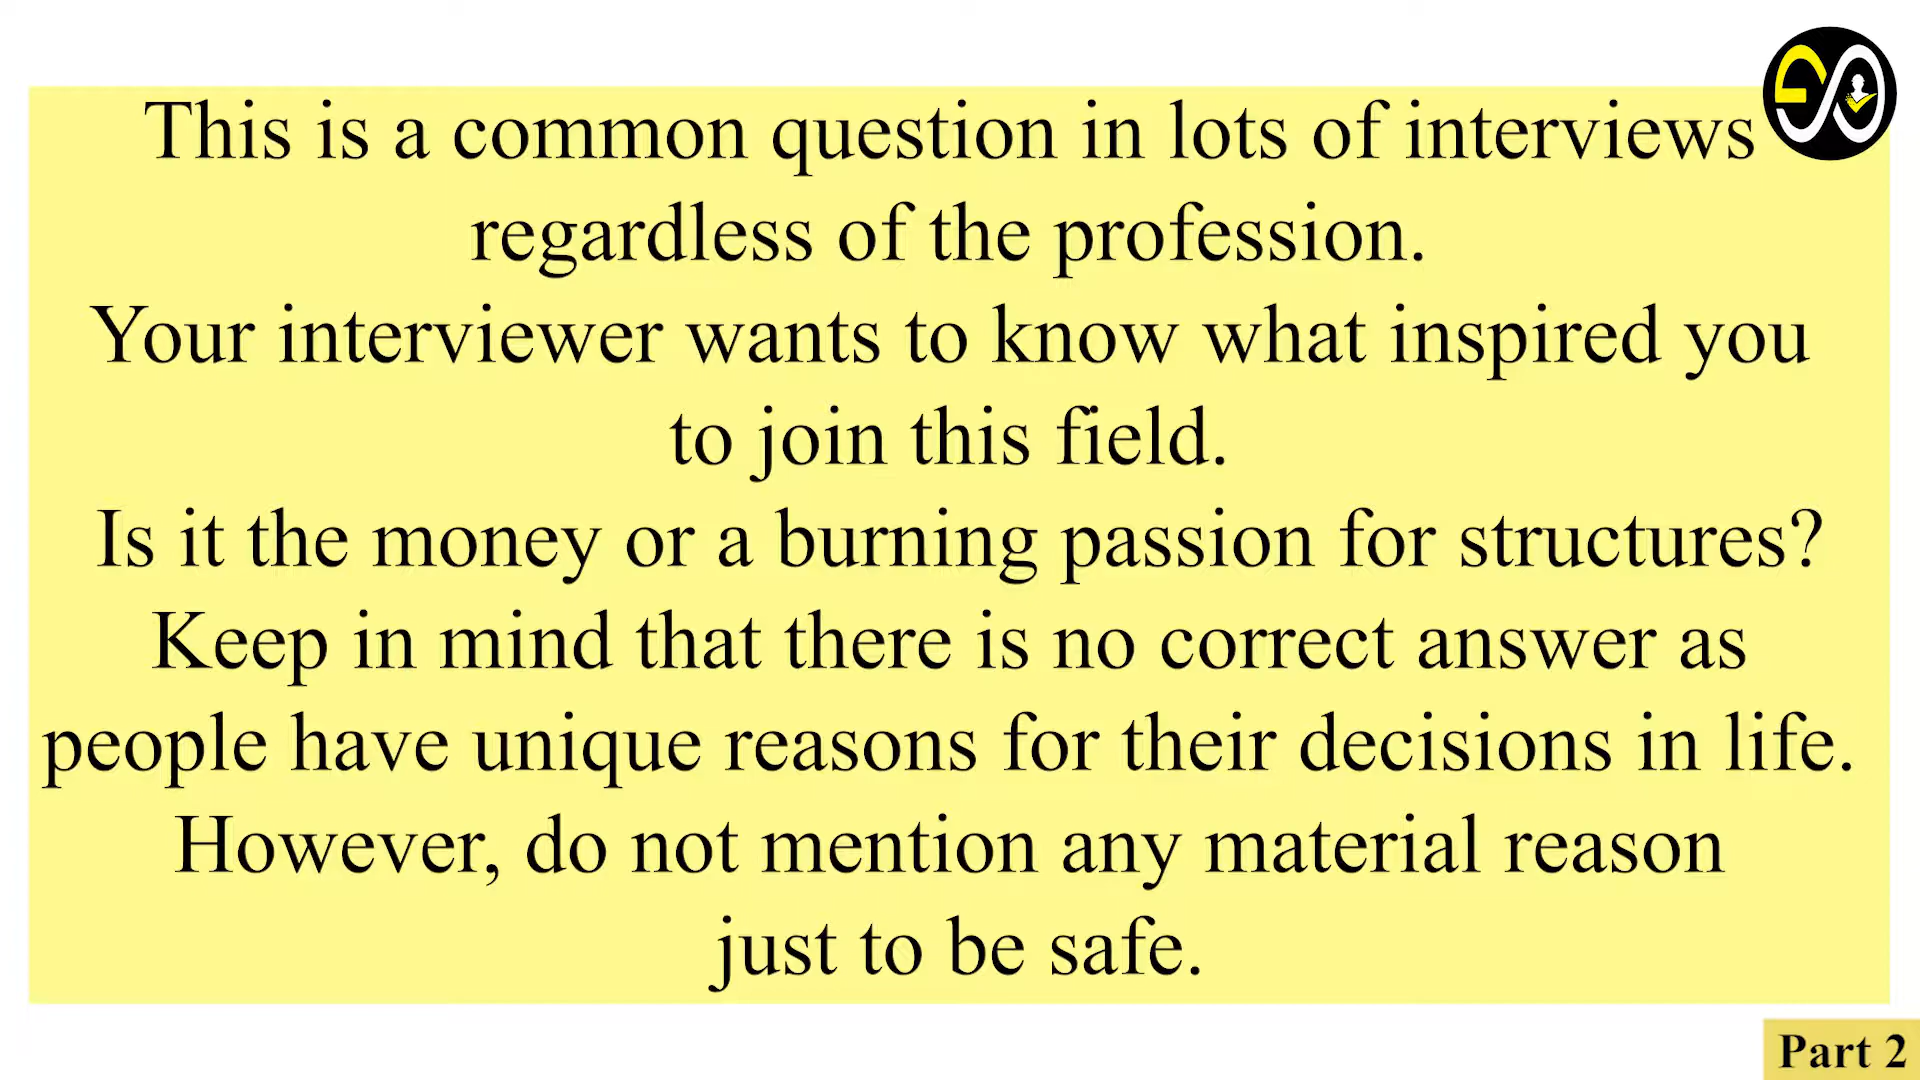 This is a common question in lots of interviews
regardless of the profession.
Your interviewer wants to know what inspired you
to join this field.
Is it the money or a burning passion for structures?
Keep in mind that there is no correct answer as
people have unique reasons for their decisions in life.
However, do not mention any material reason
just to be safe.
Part 2